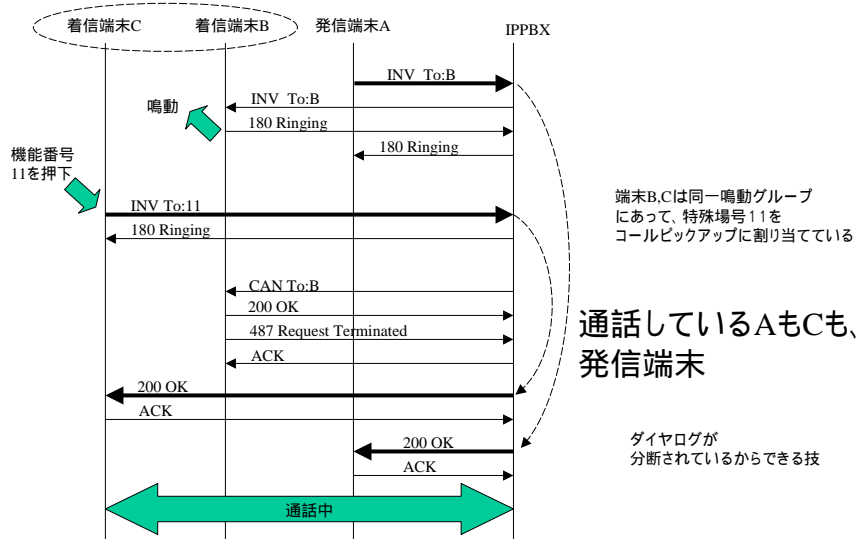 着信端末C
着信端末B
発信端末A
IPPBX
INV To:B
INV To:B
鳴動
180 Ringing
180 Ringing
機能番号
11を押下
INV To:11
180 Ringing
端末B,Cは同一鳴動グループ
にあって、特殊場号11を
コールピックアップに割り当てている
CAN To:B
200 OK
487 Request Terminated
ACK
通話しているAもCも、
発信端末
200 OK
ACK
200 OK
ACK
ダイヤログが
分断されているからできる技
通話中